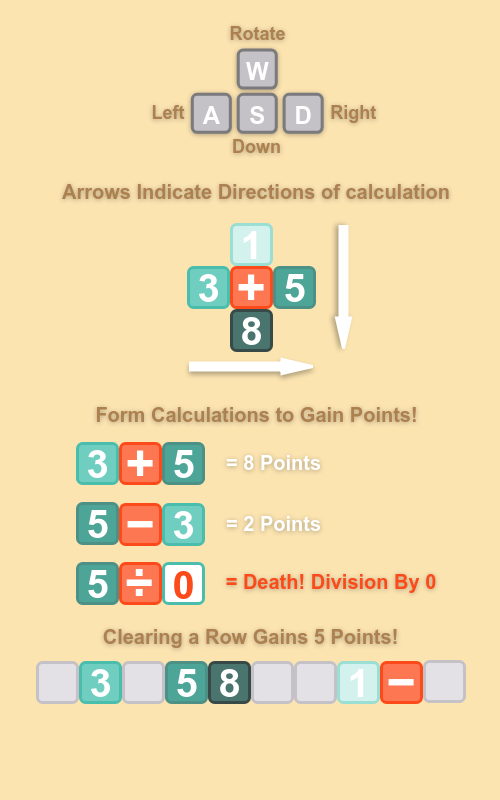 Rotate
W
Left A S D Right
Down
Arrows Indicate Directions of calculation
1
3 + 5
8
Form Calculations to Gain Points!
3 + 5 = 8 Points
5 − 3 = 2 Points
5 ÷ 0 = Death! Division By 0
Clearing a Row Gains 5 Points!
3 5 8 1 −